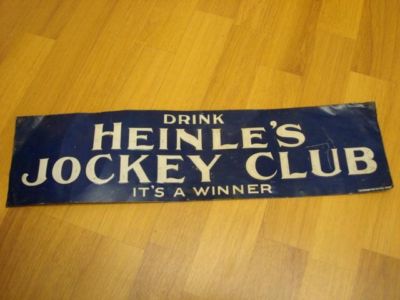 DRINK
HEINLE'S
JOCKEY CLUB
IT'S A WINNER